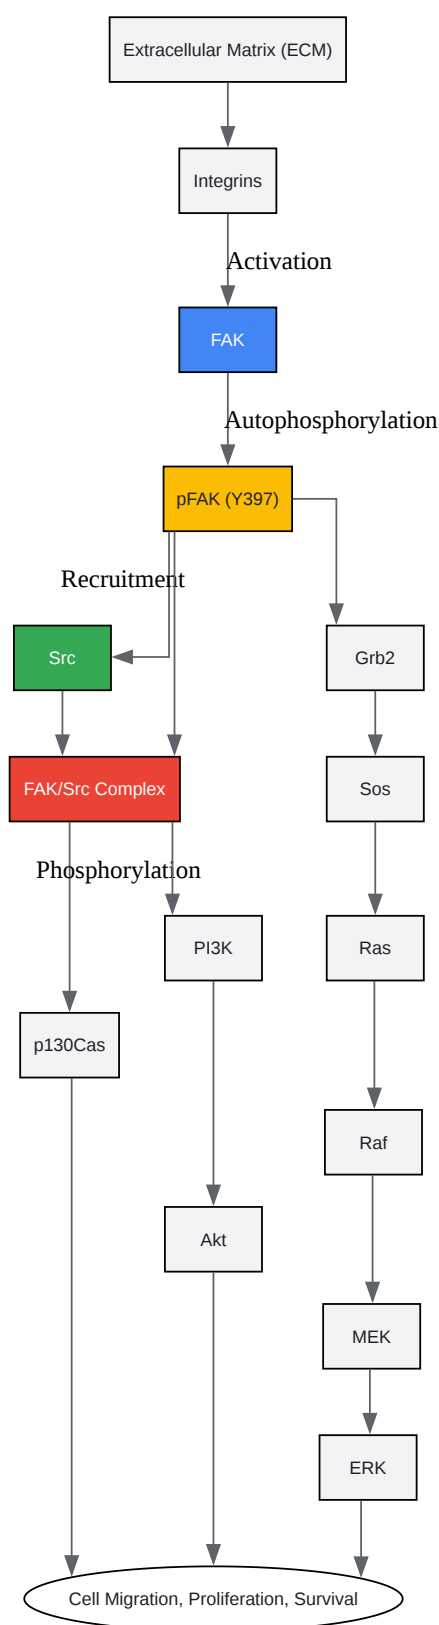 Extracellular Matrix (ECM)
Integrins
Activation
FAK
Autophosphorylation
pFAK (Y397)
Recruitment
Src
Grb2
FAK/Src Complex
Sos
Phosphorylation
PI3K
Ras
p130Cas
Raf
Akt
MEK
ERK
Cell Migration, Proliferation, Survival